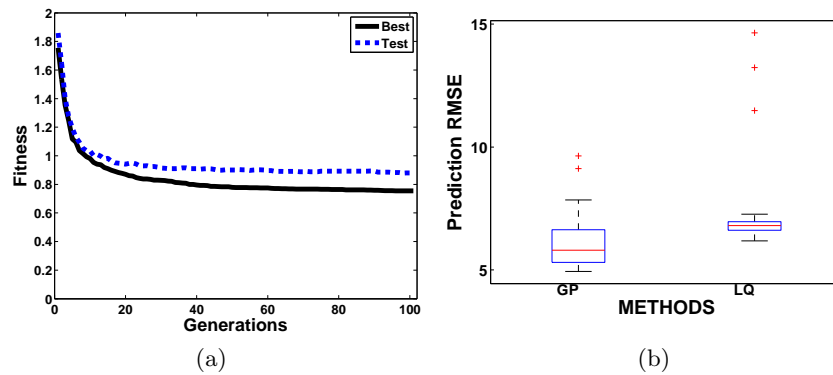 2
1.8
1.6
1.4
1.2
1
0.8
0.6
0.4
0.2
0
Fitness
Best
Test
0 20 40 60 80 100
Generations
(a)
15
10
5
Prediction RMSE
GP LQ
METHODS
(b)